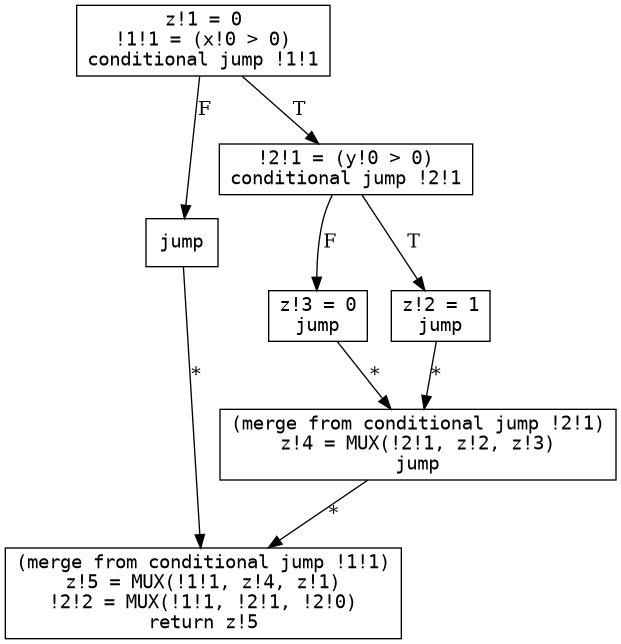 z!1 = 0
!1!1 = (x!0 > 0)
conditional jump !1!1
F
T
!2!1 = (y!0 > 0)
conditional jump !2!1
jump
F
T
z!3 = 0
jump
z!2 = 1
jump
*
*
*
(merge from conditional jump !2!1)
z!4 = MUX(!2!1, z!2, z!3)
jump
*
(merge from conditional jump !1!1)
z!5 = MUX(!1!1, z!4, z!1)
!2!2 = MUX(!1!1, !2!1, !2!0)
return z!5